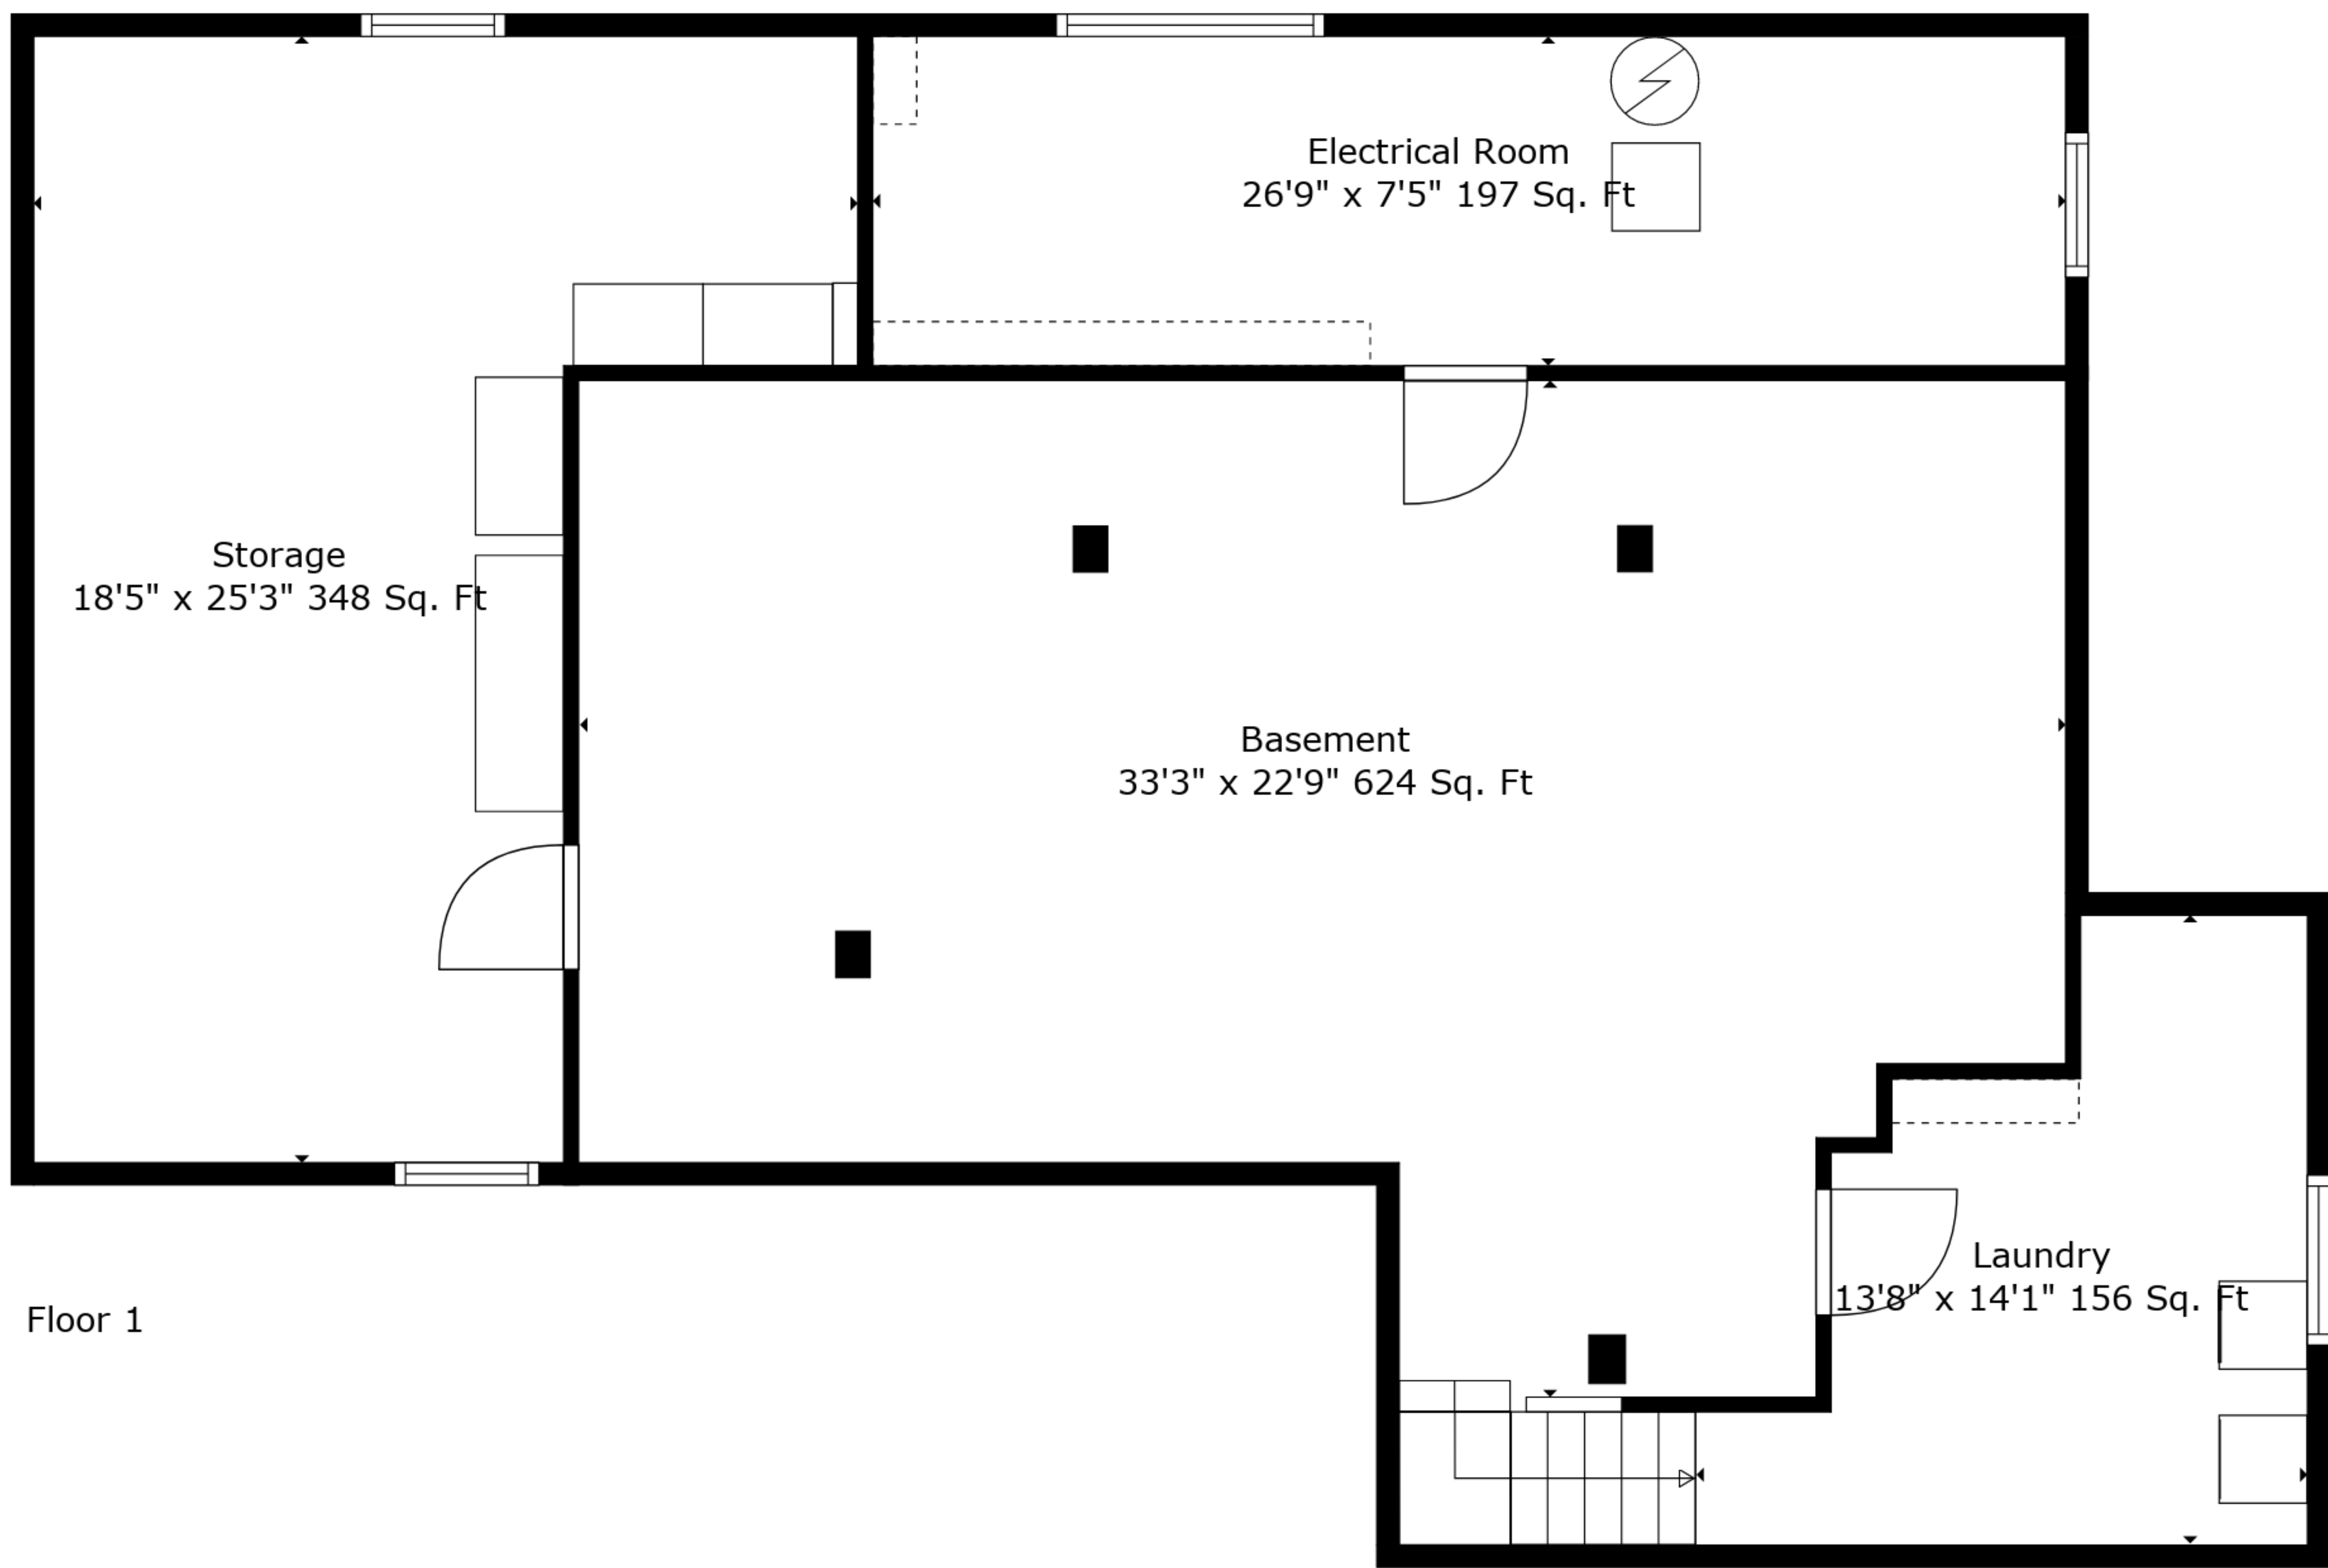 Electrical Room
26'9" x 7'5" 197 Sq. Ft
Storage
18'5" x 25'3" 348 Sq. Ft
Basement
33'3" x 22'9" 624 Sq. Ft
Laundry
13'8" x 14'1" 156 Sq. Ft
Floor 1